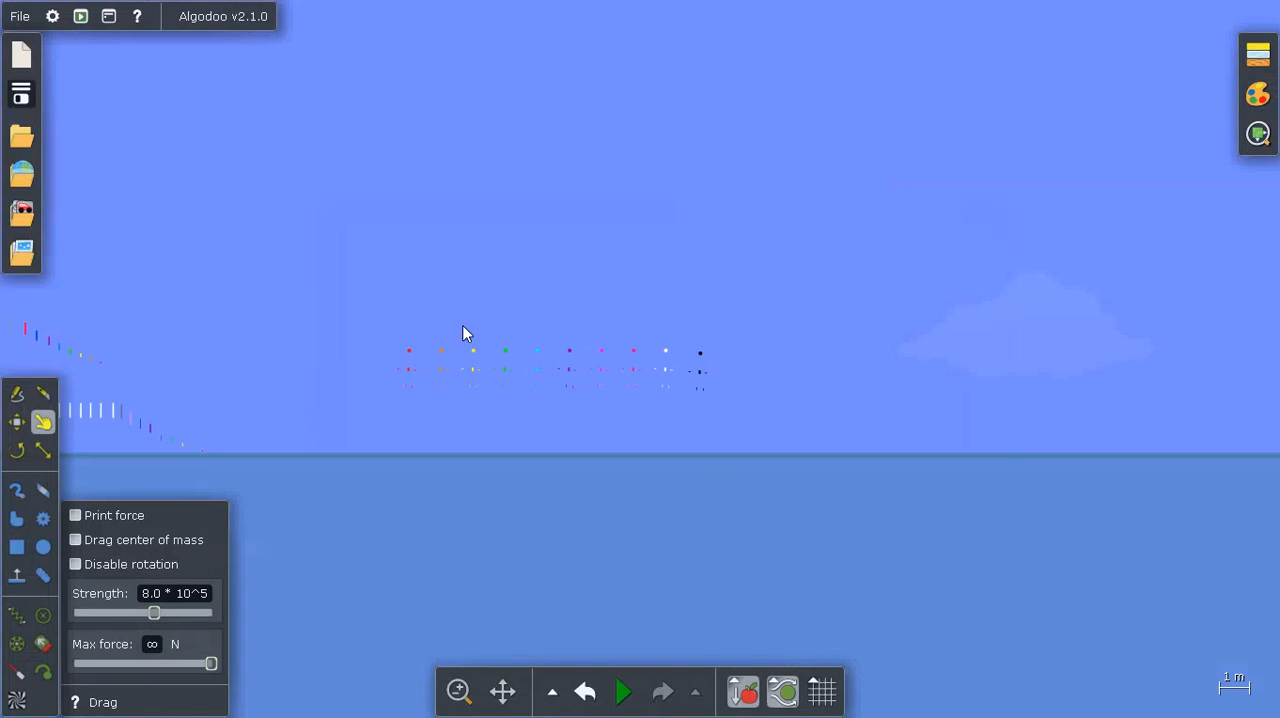 File ? Algodoo v2.1.0
Print force
Drag center of mass
Disable rotation
Strength: 8.0 * 10^5
Max force: ∞ N
? Drag
1 m